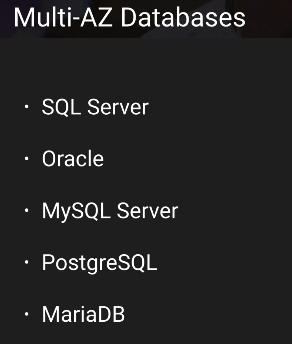 Multi-AZ Databases
• SQL Server
• Oracle
• MySQL Server
• PostgreSQL
• MariaDB